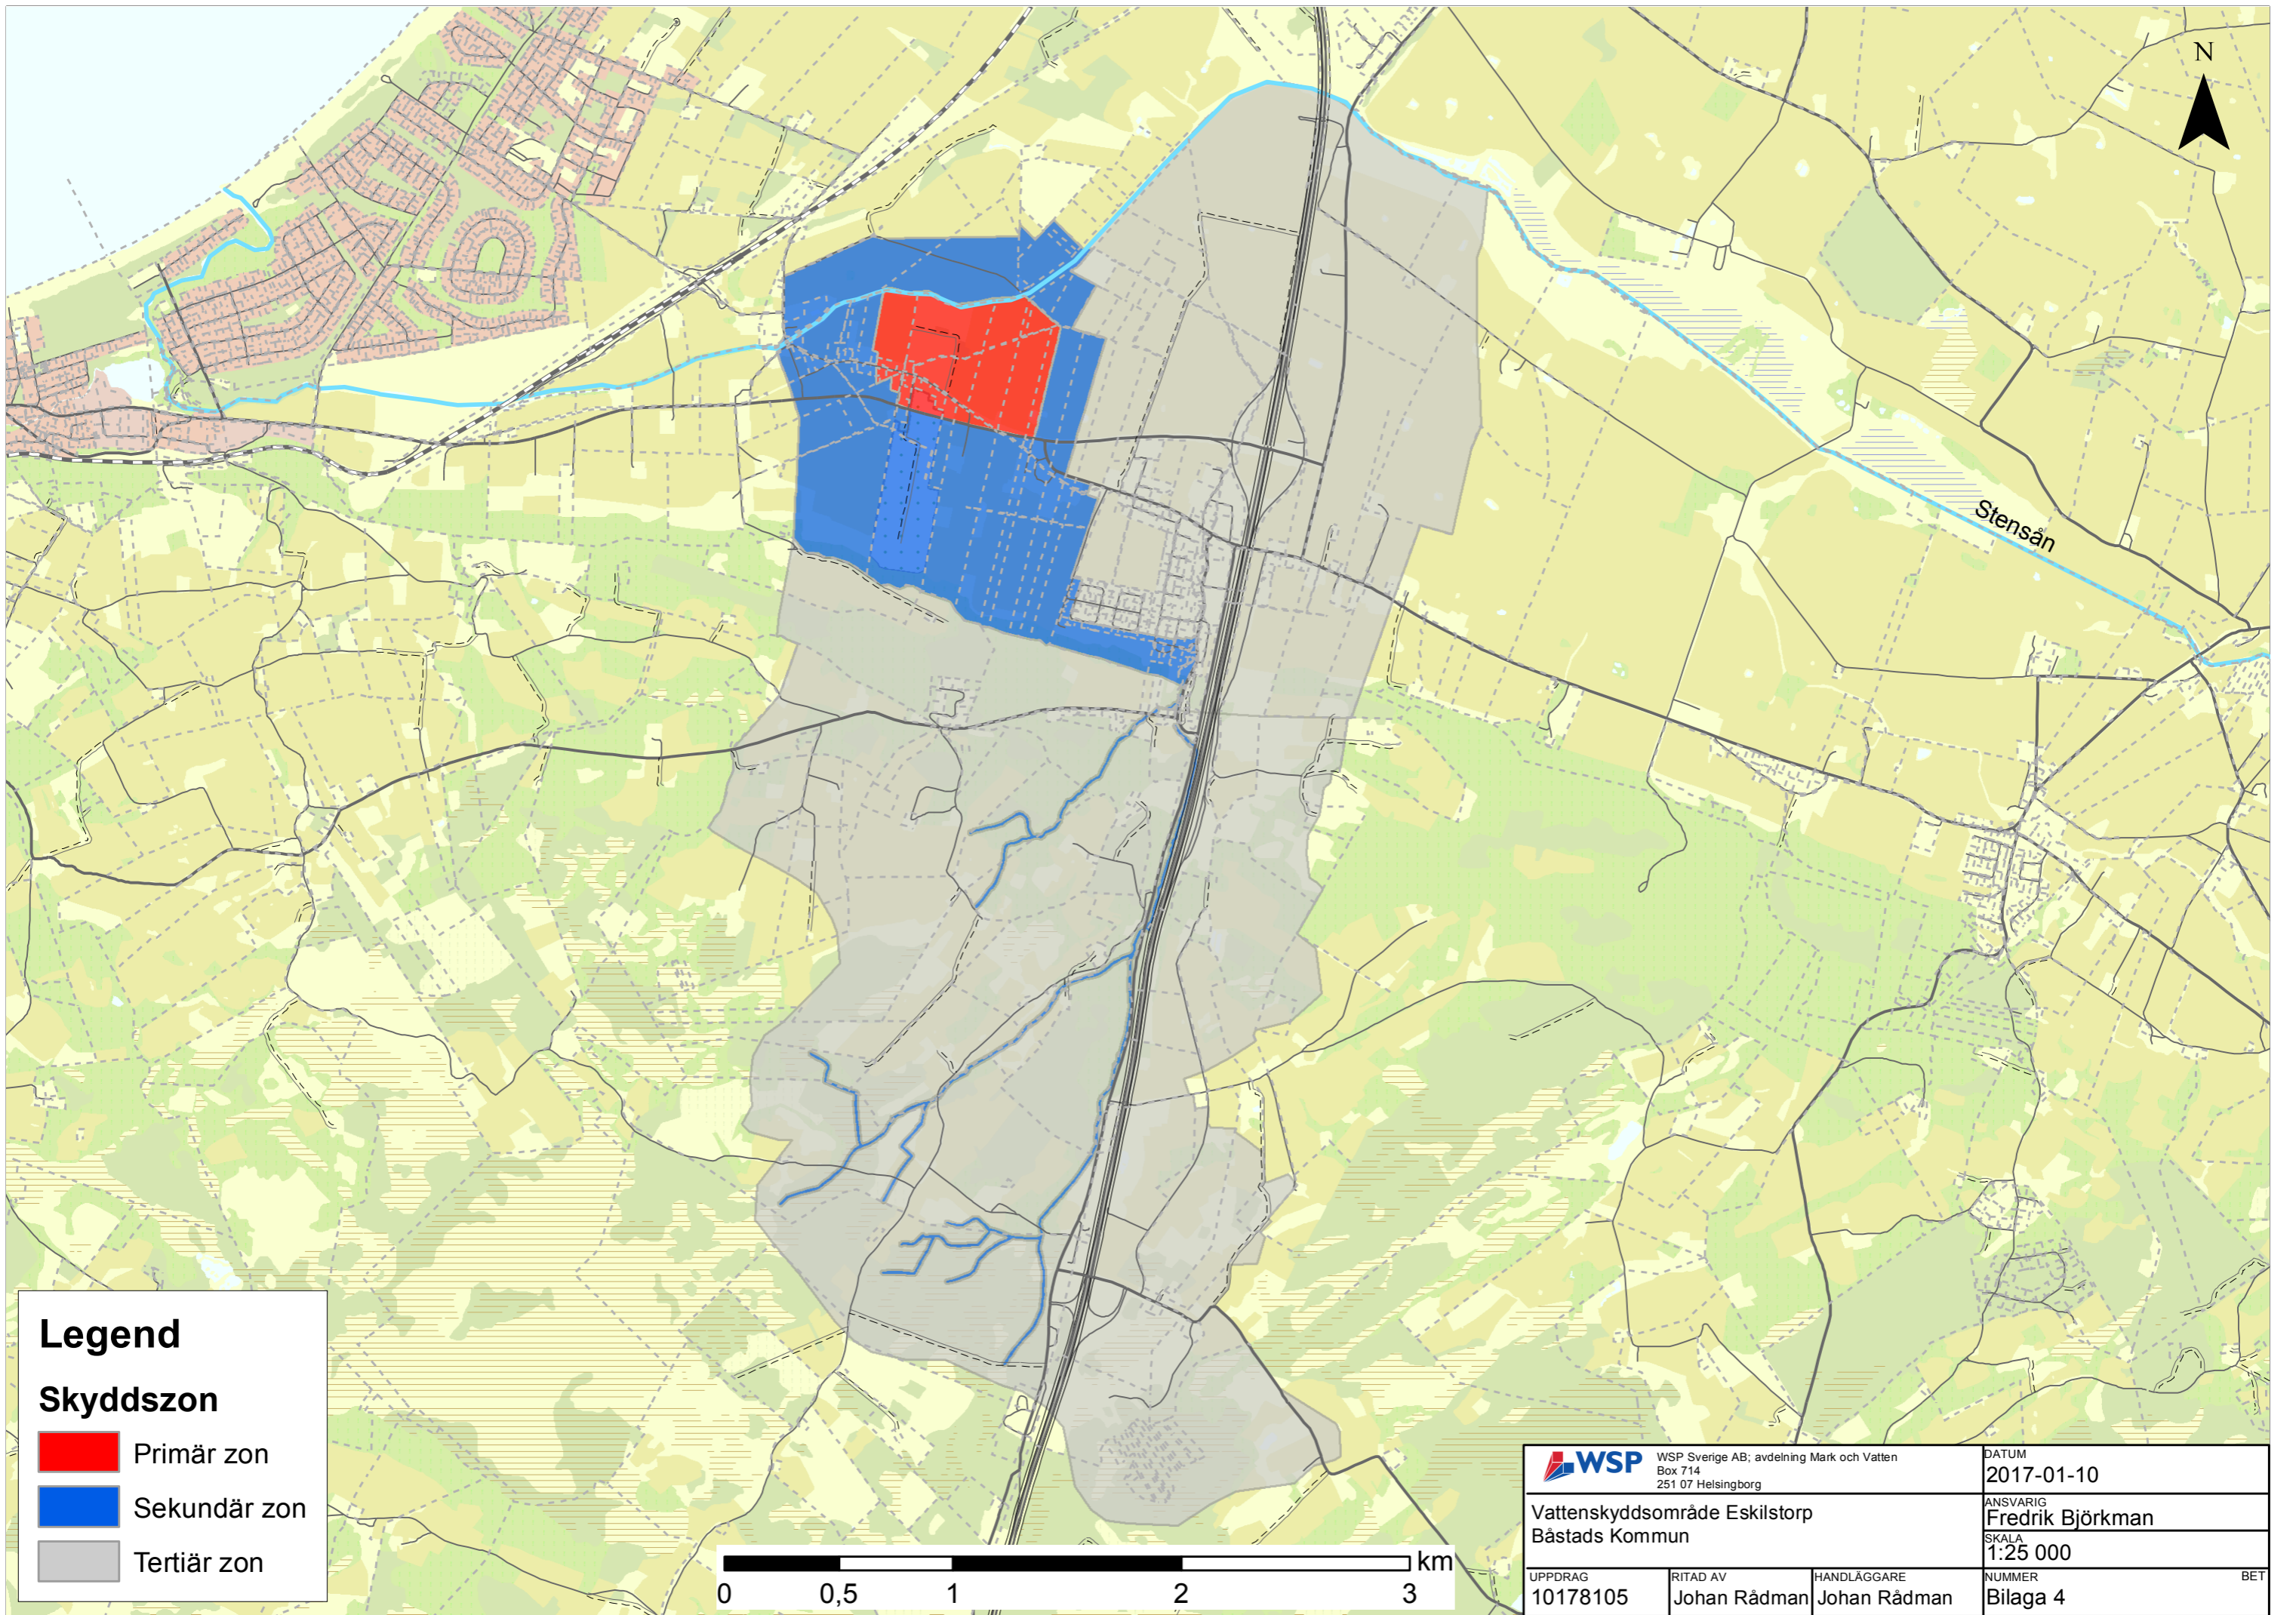 N
Stensån
Legend
Skyddszon
Primär zon
Sekundär zon
Tertiär zon
km
0 0,5 1 2 3
WSP
WSP Sverige AB; avdelning Mark och Vatten
Box 714
251 07 Helsingborg
DATUM
2017-01-10
Vattenskyddsområde Eskilstorp
Båstads Kommun
ANSVARIG
Fredrik Björkman
SKALA
1:25 000
UPPDRAG
10178105
RITAD AV
Johan Rådman
HANDLÄGGARE
Johan Rådman
NUMMER
Bilaga 4
BET